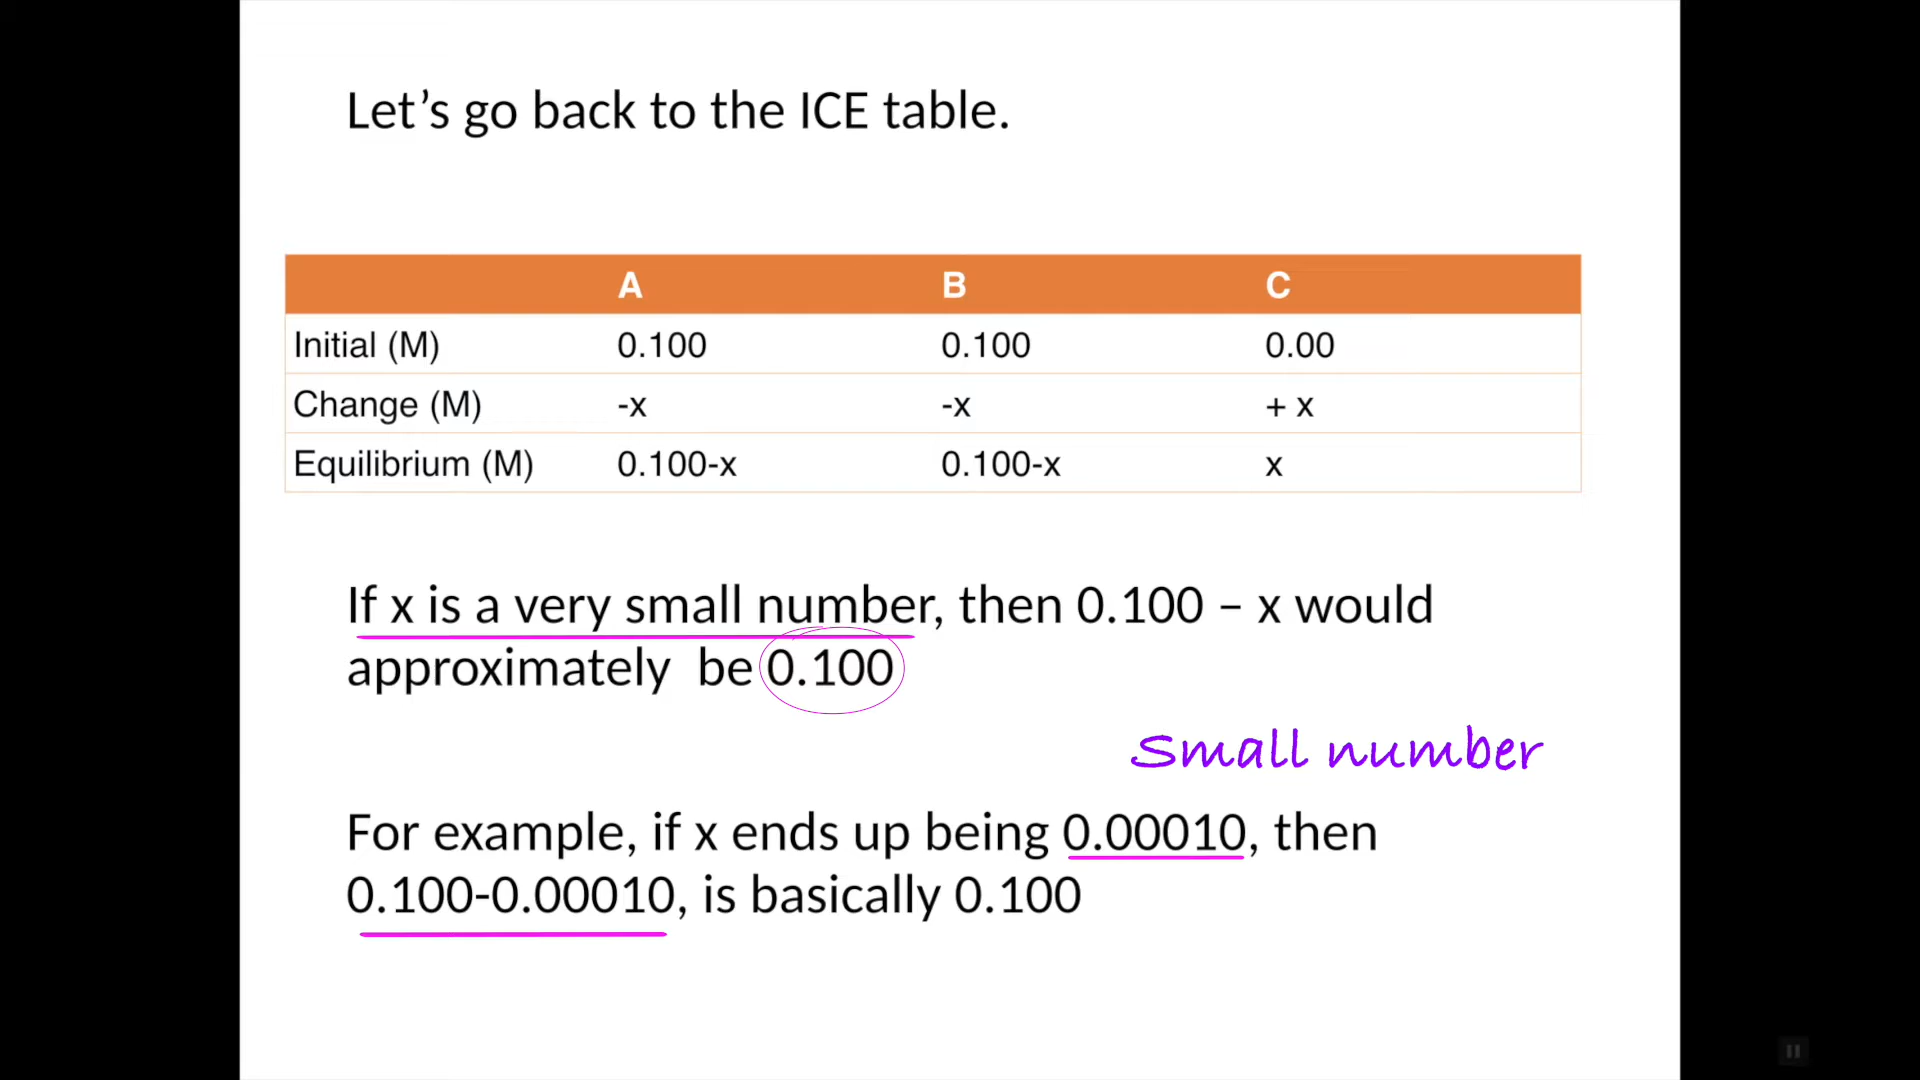 Let’s go back to the ICE table.
A B C
Initial (M) 0.100 0.100 0.00
Change (M) -x -x + x
Equilibrium (M) 0.100-x 0.100-x x
If x is a very small number, then 0.100 – x would
approximately be 0.100
Small number
For example, if x ends up being 0.00010, then
0.100-0.00010, is basically 0.100